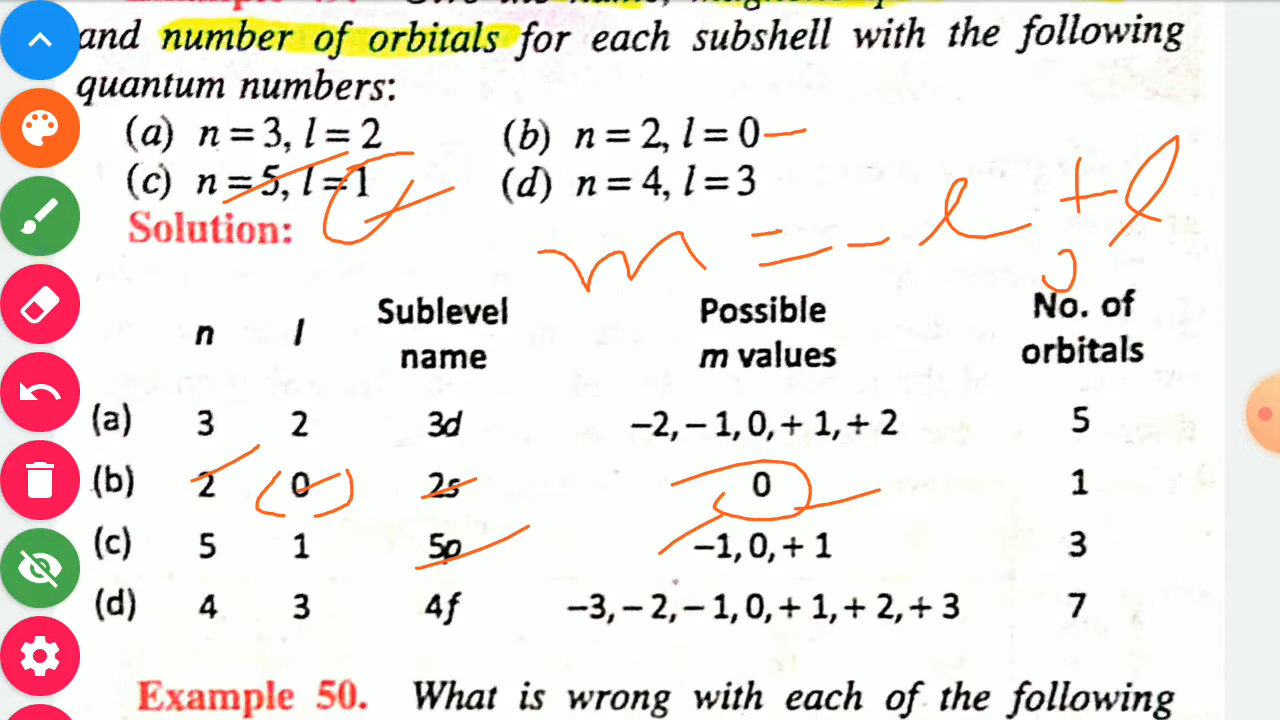 and number of orbitals for each subshell with the following
quantum numbers:
(a) n = 3, l = 2 (b) n = 2, l = 0
(c) n = 5, l = 1 (d) n = 4, l = 3
Solution:
m = - l + l
0
n l Sublevel name Possible m values No. of orbitals
(a) 3 2 3d −2, − 1, 0, + 1, + 2 5
(b) 2 0 2s 0 1
(c) 5 1 5p −1, 0, + 1 3
(d) 4 3 4f −3, − 2, − 1, 0, + 1, + 2, + 3 7
Example 50. What is wrong with each of the following